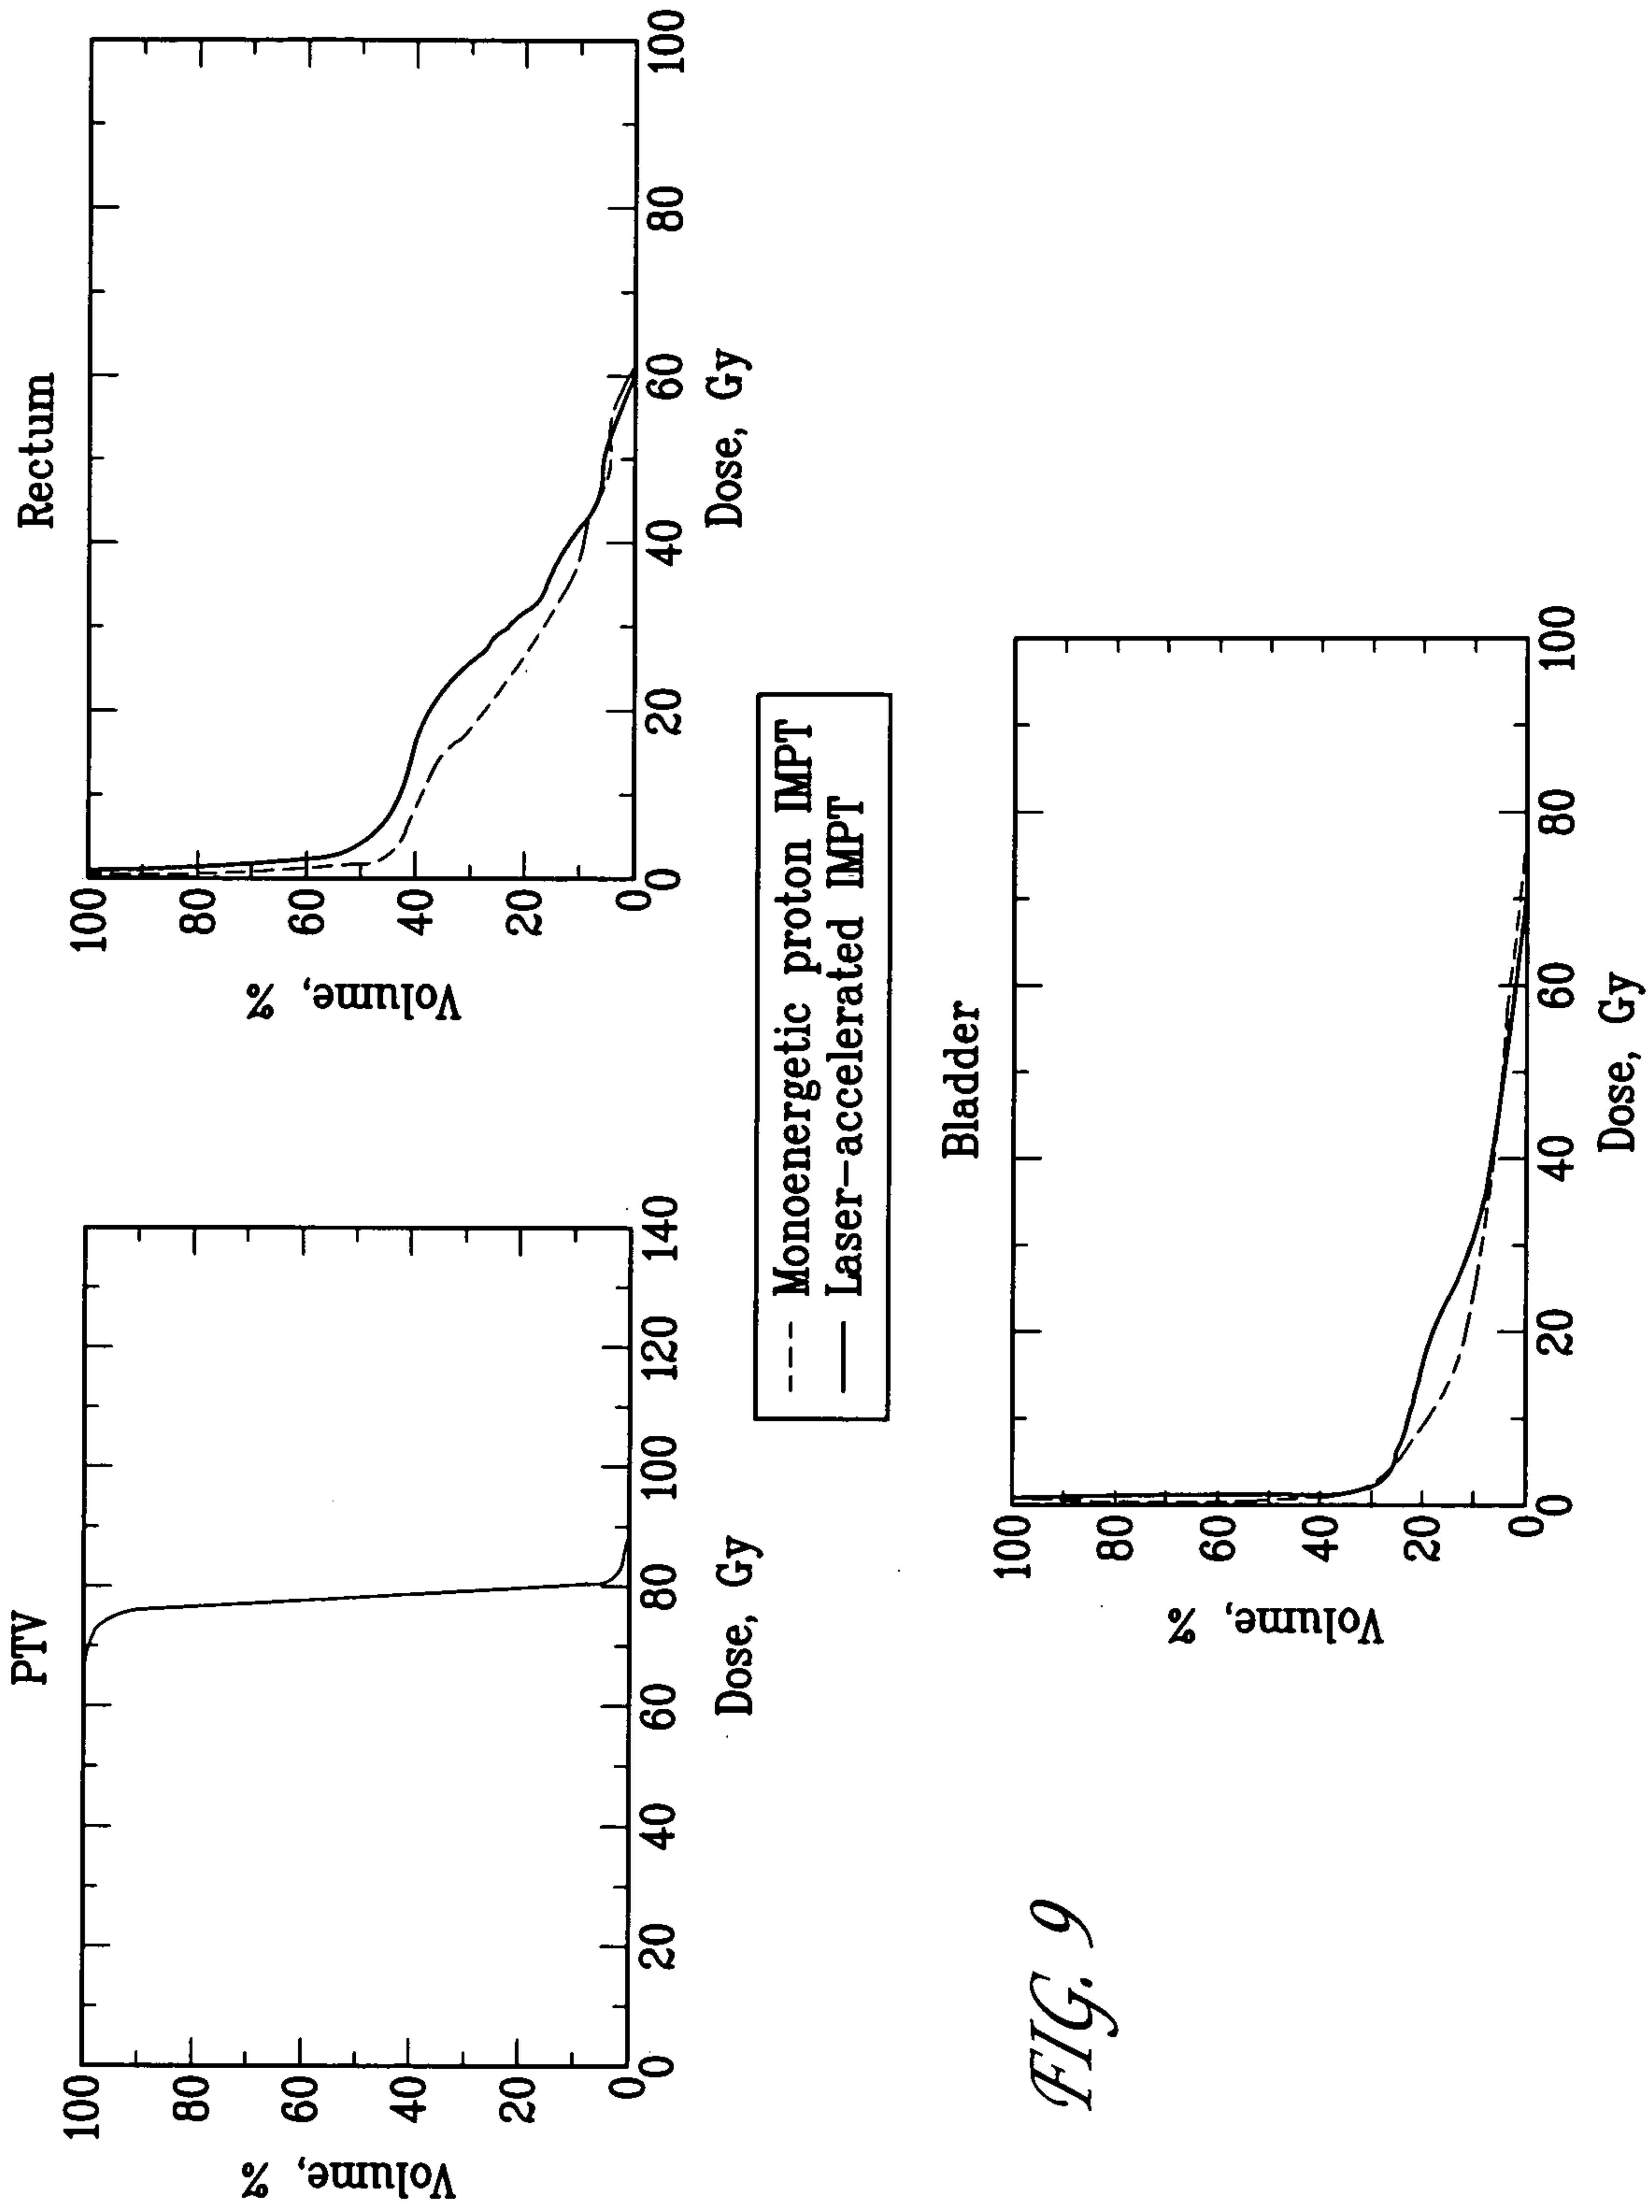 PTV
Volume, %
100
80
60
40
20
0
0 20 40 60 80 100 120 140
Dose, Gy
Rectum
Volume, %
100
80
60
40
20
0
0 20 40 60 80 100
Dose, Gy
Monoenergetic proton IMPT
Laser-accelerated IMPT
Bladder
Volume, %
100
80
60
40
20
0
0 20 40 60 80 100
Dose, Gy
FIG. 9